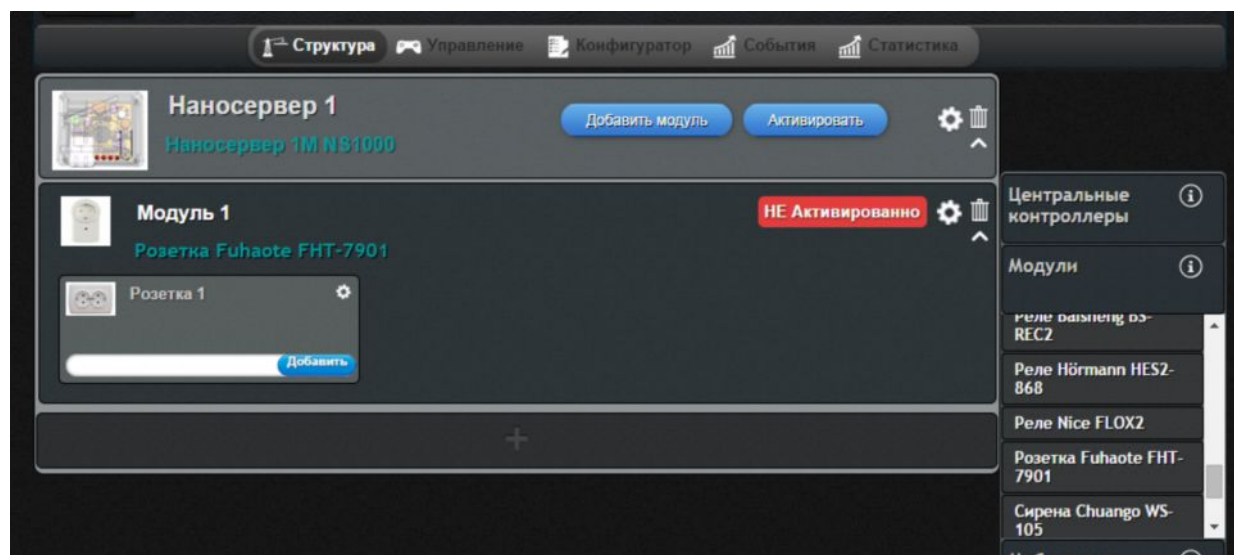 Структура Управление Конфигуратор События Статистика
Наносервер 1
Добавить модуль Активировать
Наносервер 1М NS1000
Модуль 1
НЕ Активированно
Розетка Fuhaote FHT-7901
Розетка 1
Добавить
Центральные
контроллеры
Модули
Реле Baisheng BS-
REC2
Реле Hörmann HES2-
868
Реле Nice FLOX2
Розетка Fuhaote FHT-
7901
Сирена Chuango WS-
105